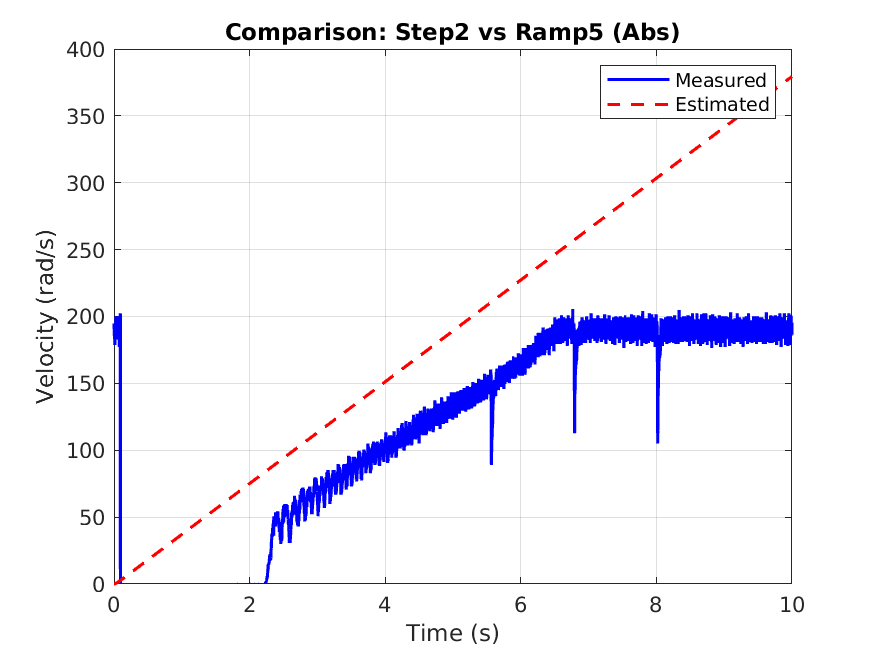 Comparison: Step2 vs Ramp5 (Abs)
Measured
Estimated
Velocity (rad/s)
400
350
300
250
200
150
100
50
0
0 2 4 6 8 10
Time (s)